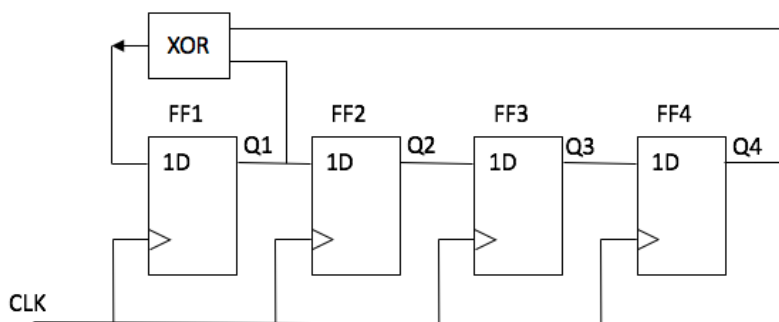 XOR
FF1 FF2 FF3 FF4
Q1 Q2 Q3 Q4
1D 1D 1D 1D
CLK